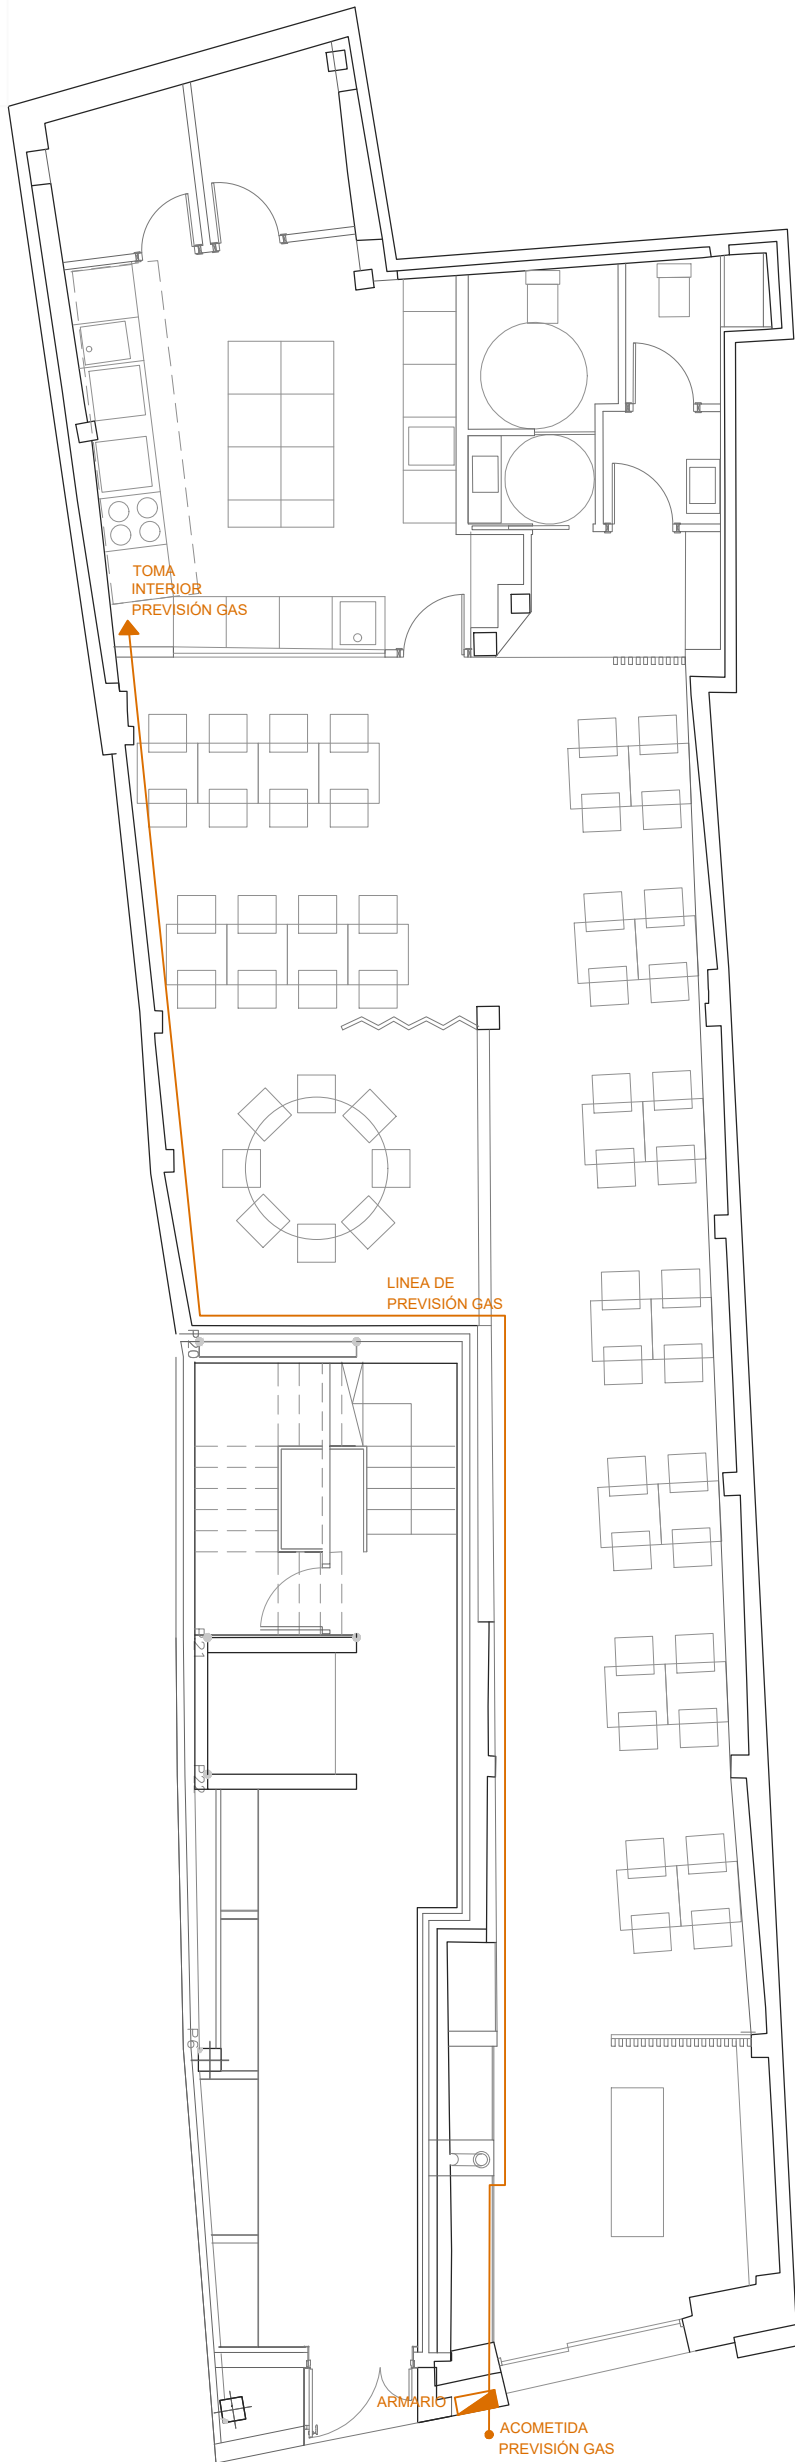 TOMA
INTERIOR
PREVISIÓN GAS
LINEA DE
PREVISIÓN GAS
P20
P21
P22
P6
ARMARIO
ACOMETIDA
PREVISIÓN GAS